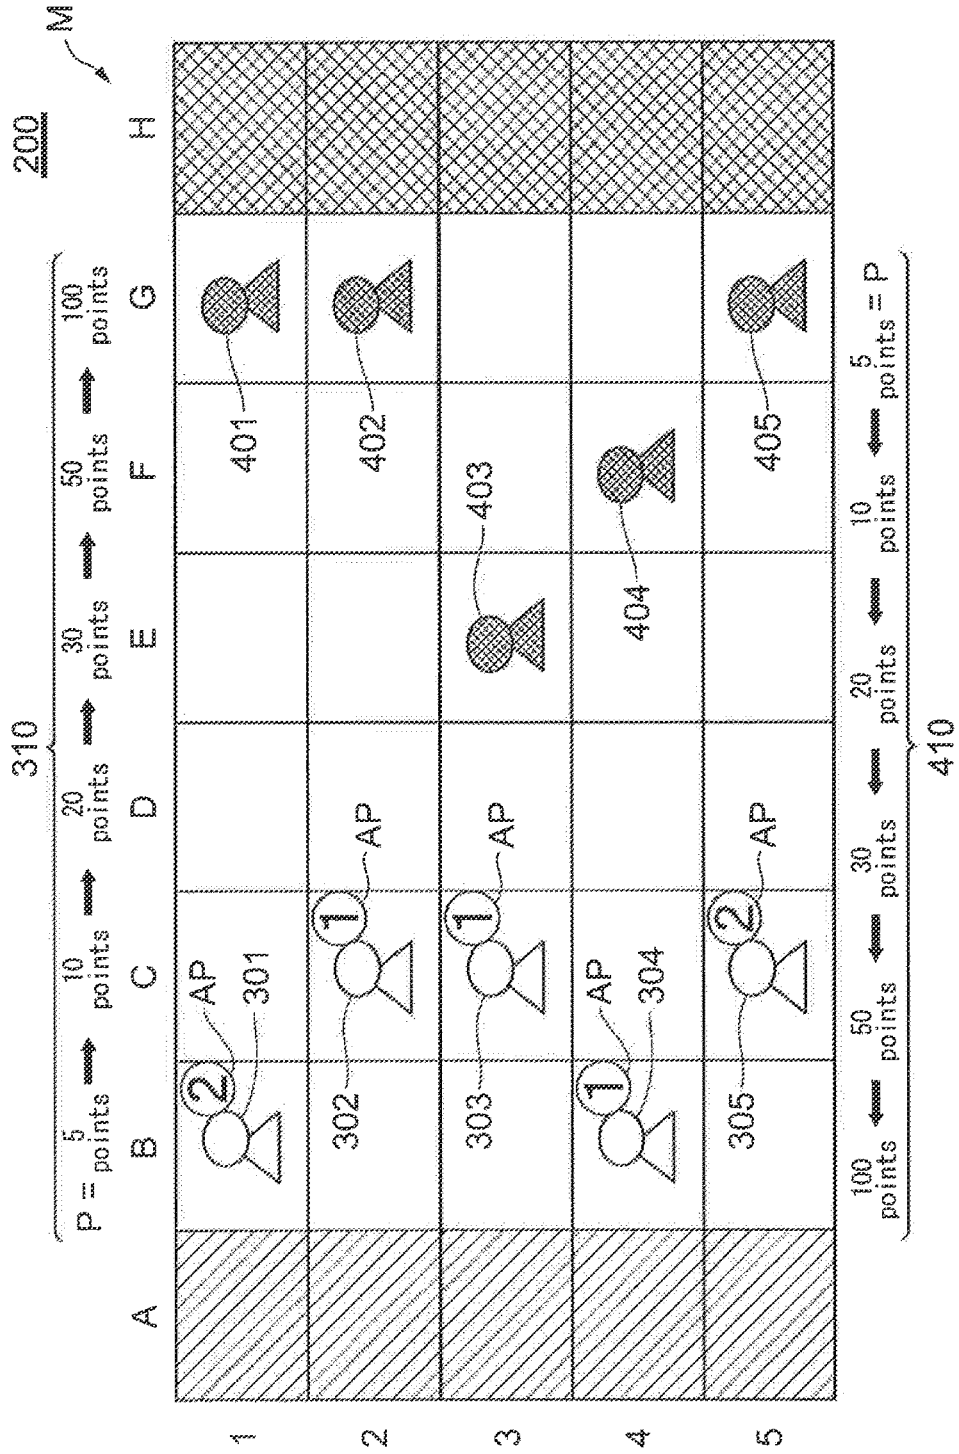 200
M
310
P = 5 points → 10 points → 20 points → 30 points → 50 points → 100 points
A B C D E F G H
1 2 AP 301 401
2 302 1 AP 402
3 303 1 AP 403
4 1 AP 304 404
5 305 2 AP 405
100 points ← 50 points ← 30 points ← 20 points ← 10 points ← 5 points = P
410